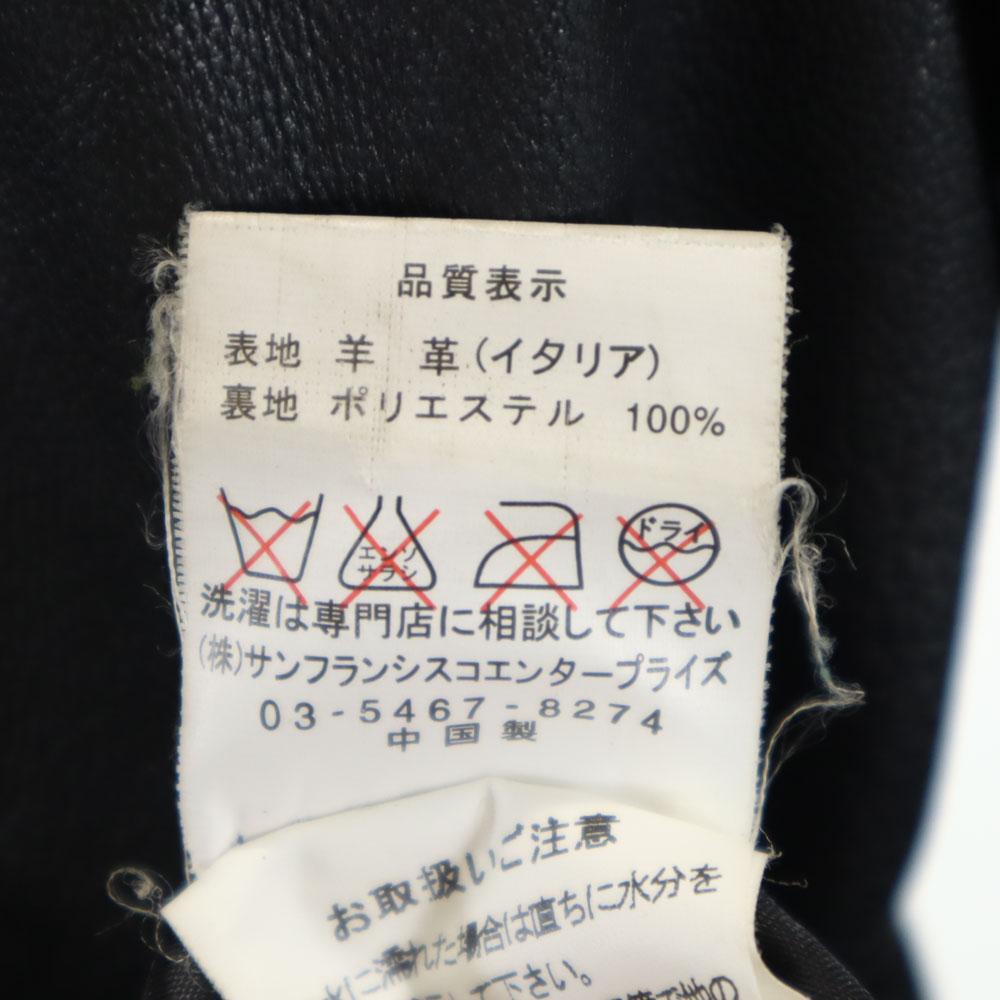 品質表示
表地 羊 革(イタリア)
裏地 ポリエステル 100%
エンソ
サラシ
ドライ
洗濯は専門店に相談して下さい
(株)サンフランシスコエンタープライズ
03-5467-8274
中国製
お取扱いご注意
に濡れた場合は直ちに水分を
て下さい。